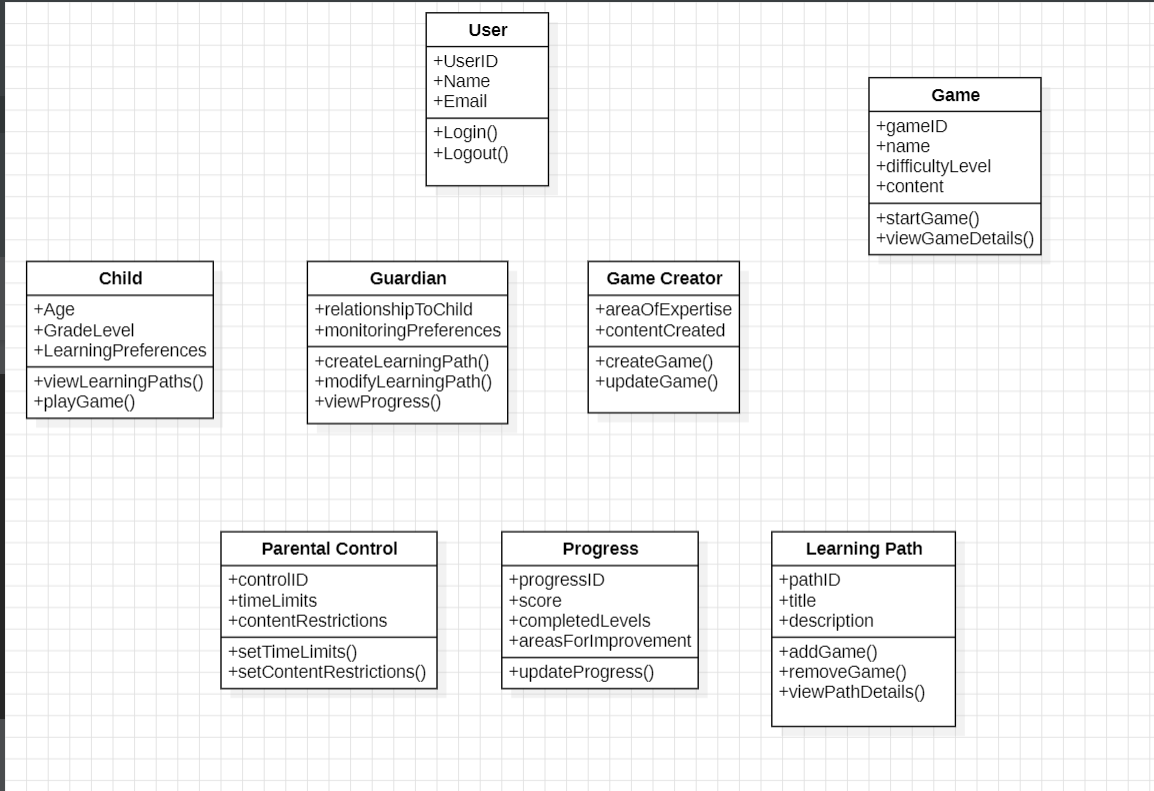 User
+UserID
+Name
+Email
+Login()
+Logout()
Game
+gameID
+name
+difficultyLevel
+content
+startGame()
+viewGameDetails()
Child
+Age
+GradeLevel
+LearningPreferences
+viewLearningPaths()
+playGame()
Guardian
+relationshipToChild
+monitoringPreferences
+createLearningPath()
+modifyLearningPath()
+viewProgress()
Game Creator
+areaOfExpertise
+contentCreated
+createGame()
+updateGame()
Parental Control
+controlID
+timeLimits
+contentRestrictions
+setTimeLimits()
+setContentRestrictions()
Progress
+progressID
+score
+completedLevels
+areasForImprovement
+updateProgress()
Learning Path
+pathID
+title
+description
+addGame()
+removeGame()
+viewPathDetails()